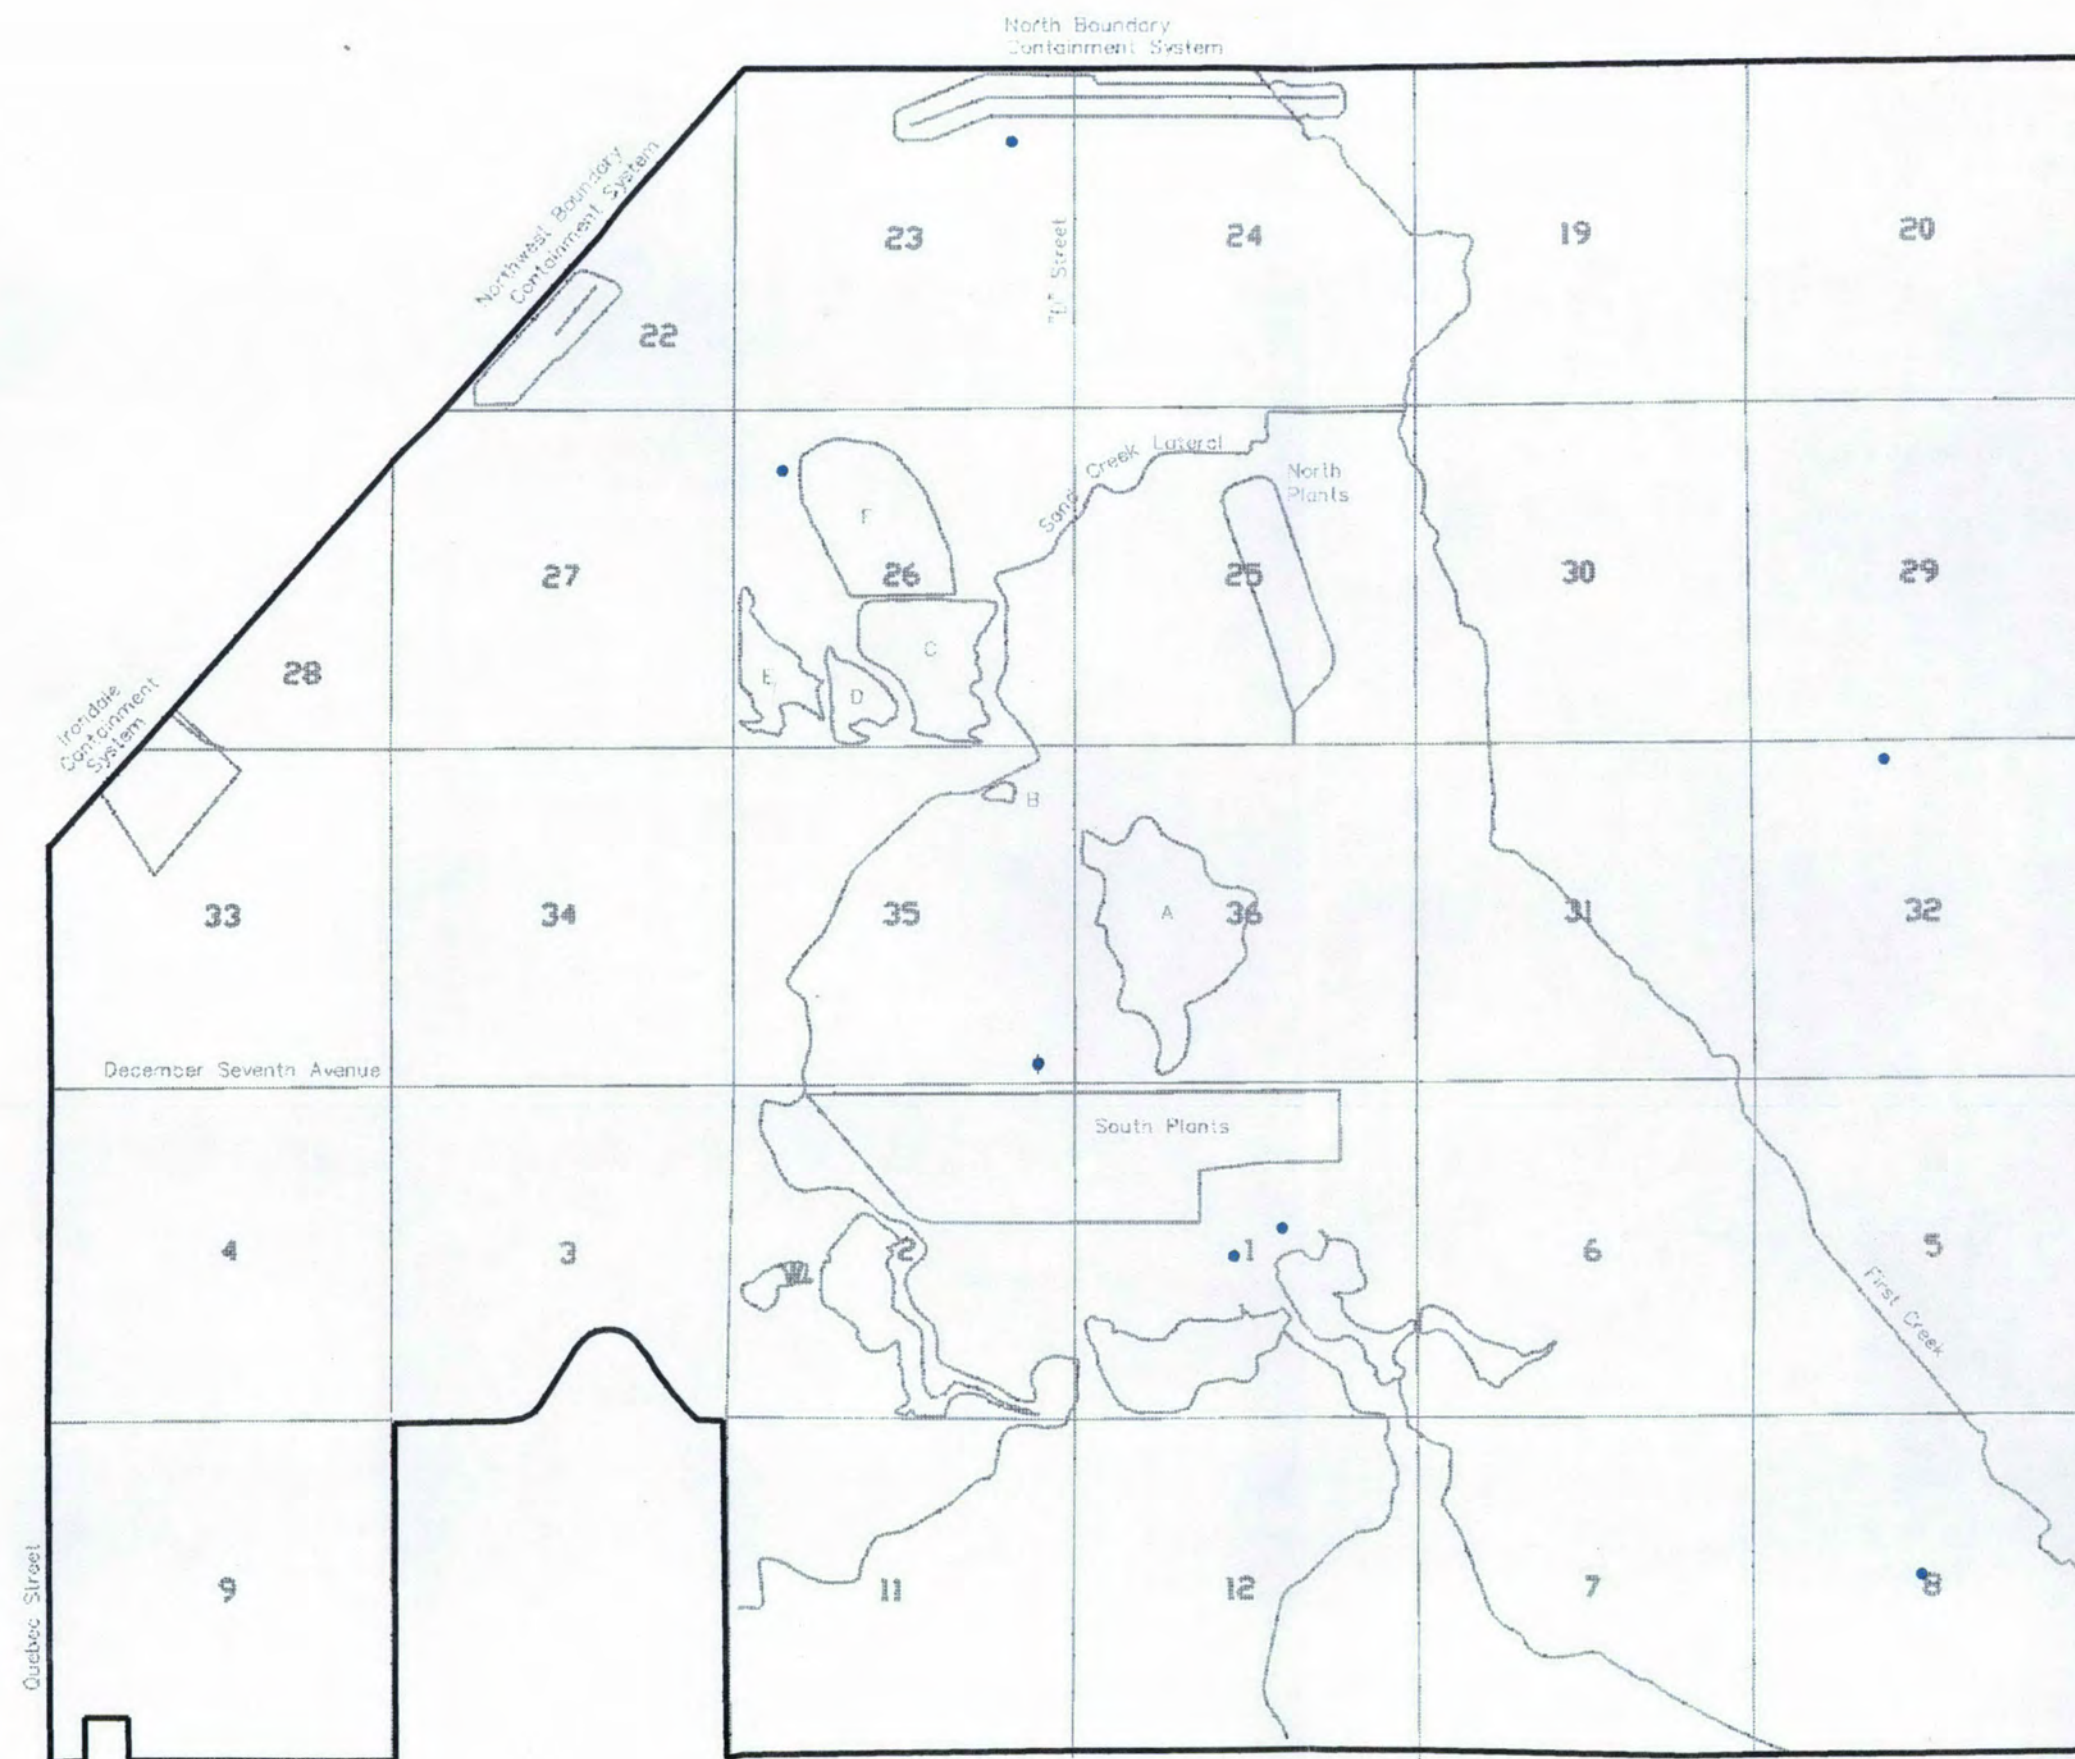 North Boundary
Containment System
Northwest Boundary
Containment System
23
24
19
20
"D" Street
22
Sand Creek Lateral
North
Plants
F
27
26
25
30
29
28
C
E
D
Irondale
Containment
System
B
33
34
35
A
36
31
32
December Seventh Avenue
South Plants
4
3
2
1
6
5
First Creek
Quebec Street
9
11
12
7
8